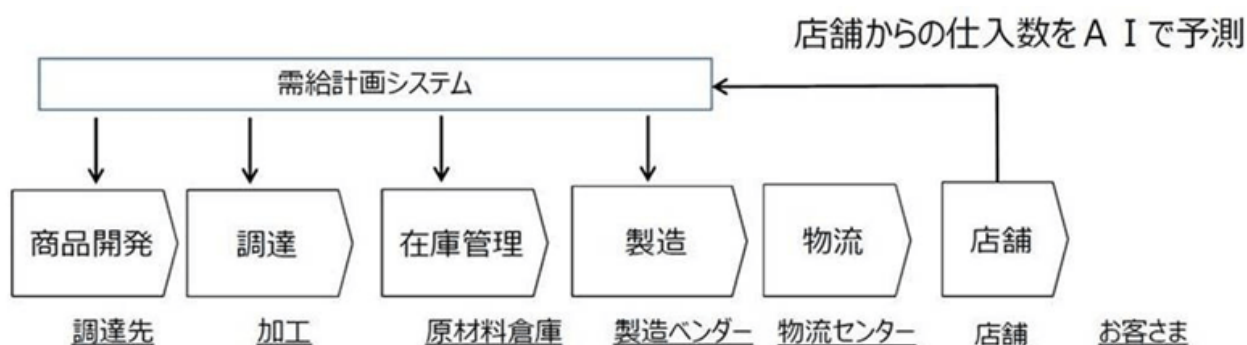 店舗からの仕入数をＡＩで予測
需給計画システム
商品開発
調達
在庫管理
製造
物流
店舗
調達先
加工
原材料倉庫
製造ベンダー
物流センター
店舗
お客さま